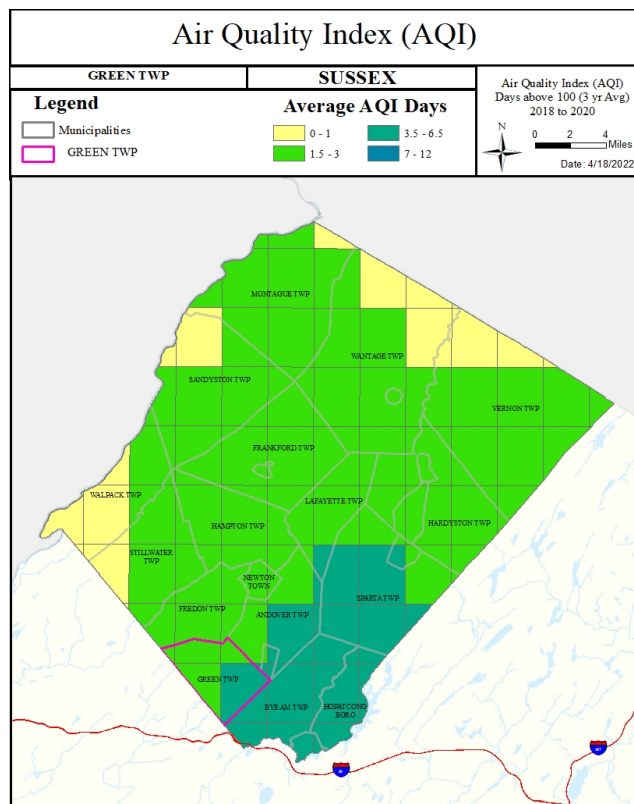 Air Quality Index (AQI)
GREEN TWP
SUSSEX
Legend
Municipalities
GREEN TWP
Average AQI Days
0 - 1
1.5 - 3
3.5 - 6.5
7 - 12
Air Quality Index (AQI)
Days above 100 (3 yr Avg)
2018 to 2020
N
0 2 4
Miles
Date: 4/18/2022
MONTAGUE TWP
WANTAGE TWP
SANDYSTON TWP
VERNON TWP
FRANKFORD TWP
WALPACK TWP
LAFAYETTE TWP
HAMPTON TWP
HARDYSTON TWP
STILLWATER
TWP
NEWTON
TOWN
SPARTA TWP
FREDON TWP
ANDOVER TWP
GREEN TWP
BYRAM TWP
HOPATCONG
BORO
80